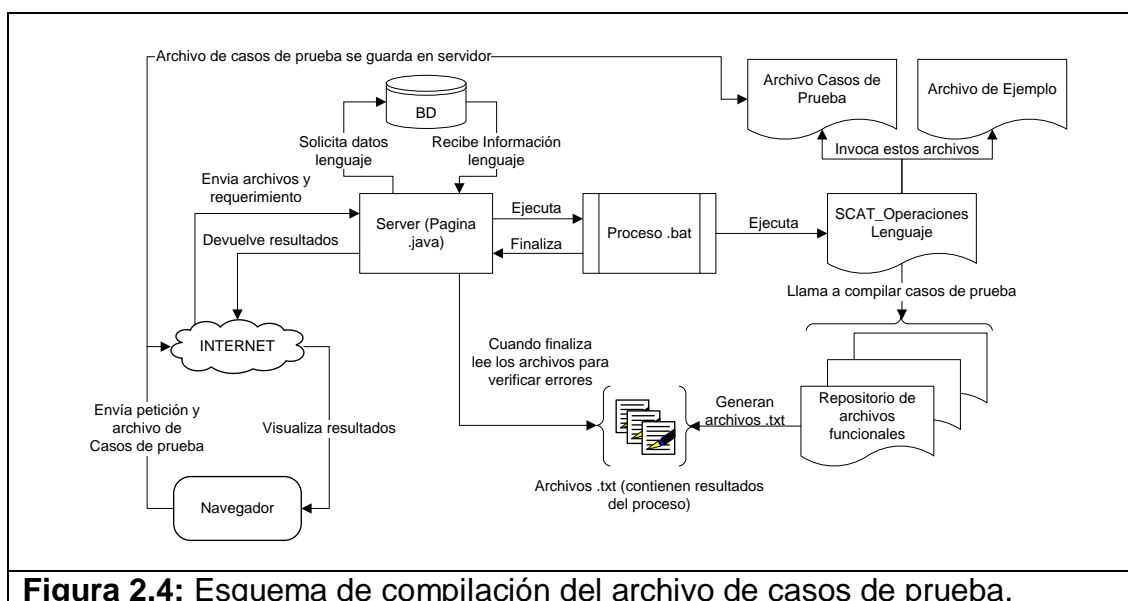 Archivo de casos de prueba se guarda en servidor
BD
Archivo Casos de
Prueba
Archivo de Ejemplo
Solicita datos
lenguaje
Recibe Información
lenguaje
Invoca estos archivos
Envia archivos y
requerimiento
Server (Pagina
.java)
Ejecuta
Finaliza
Proceso .bat
Ejecuta
SCAT_Operaciones
Lenguaje
Devuelve resultados
Llama a compilar casos de prueba
INTERNET
Cuando finaliza
lee los archivos para
verificar errores
Generan
archivos .txt
Repositorio de
archivos
funcionales
Envía petición y
archivo de
Casos de prueba
Visualiza resultados
Archivos .txt (contienen resultados
del proceso)
Navegador
Figura 2.4: Esquema de compilación del archivo de casos de prueba.